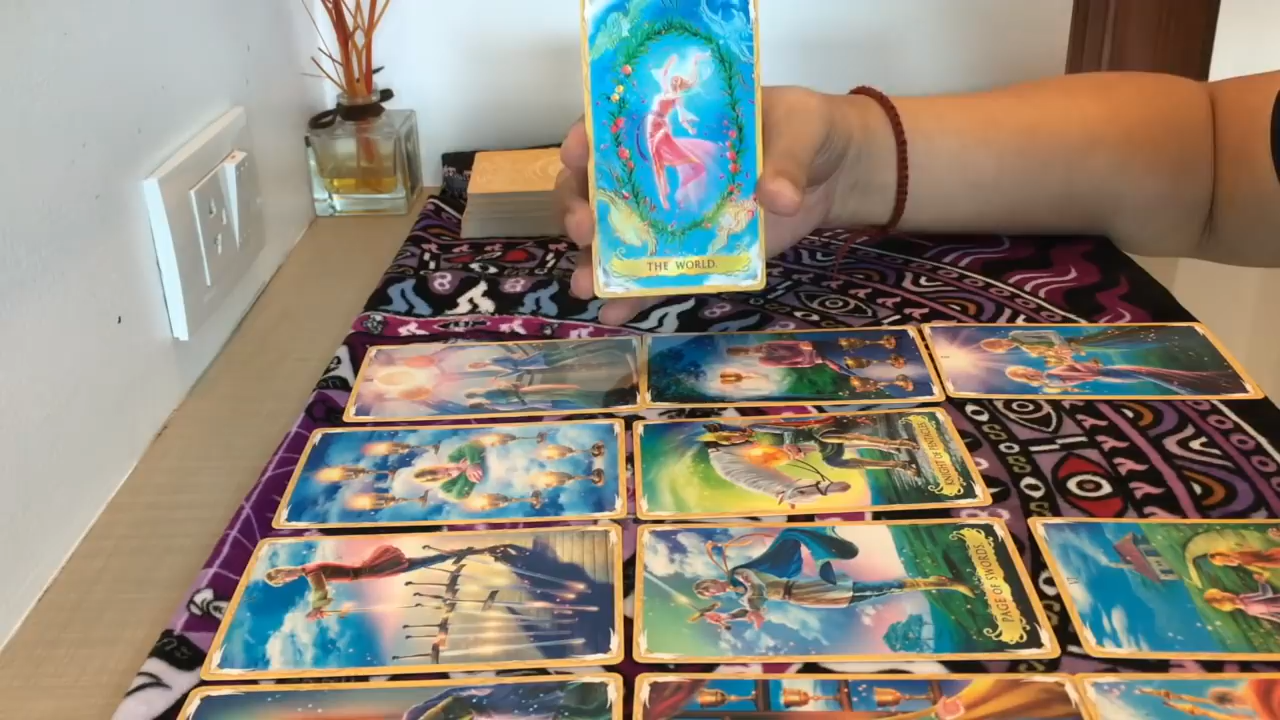 THE WORLD.
KNIGHT OF PENTACLES.
PAGE OF SWORDS.